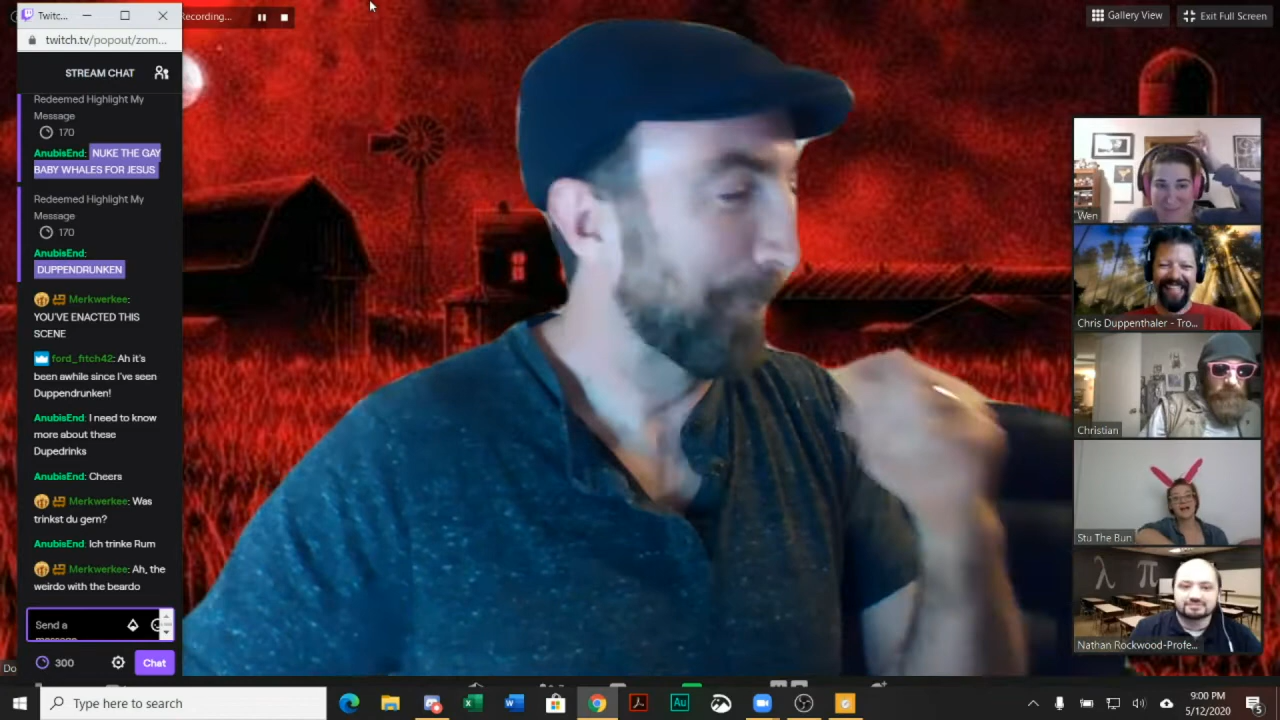 Twitc...
Recording...
Gallery View
Exit Full Screen
twitch.tv/popout/zom...
STREAM CHAT
Redeemed Highlight My
Message
170
AnubisEnd: NUKE THE GAY
BABY WHALES FOR JESUS
Redeemed Highlight My
Message
170
AnubisEnd:
DUPPENDRUNKEN
Merkwerkee:
YOU'VE ENACTED THIS
SCENE
ford_fitch42: Ah it's
been awhile since I've seen
Duppendrunken!
AnubisEnd: I need to know
more about these
Dupedrinks
AnubisEnd: Cheers
Merkwerkee: Was
trinkst du gern?
AnubisEnd: Ich trinke Rum
Merkwerkee: Ah, the
weirdo with the beardo
Send a
message
300
Chat
Do
Wen
Chris Duppenthaler - Tro...
Christian
Stu The Bun
λ π
Nathan Rockwood-Profe...
Type here to search
Au
9:00 PM
5/12/2020
5